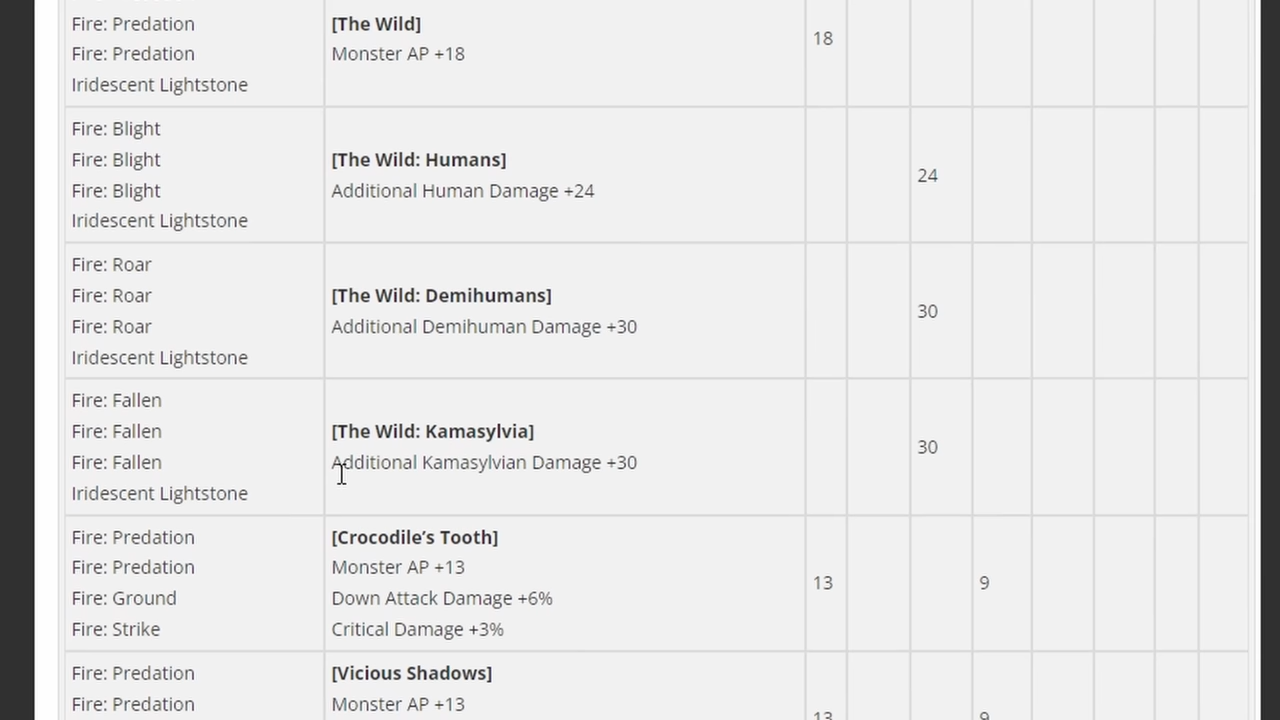 Fire: Predation
Fire: Predation
Iridescent Lightstone
[The Wild]
Monster AP +18
18
Fire: Blight
Fire: Blight
Fire: Blight
Iridescent Lightstone
[The Wild: Humans]
Additional Human Damage +24
24
Fire: Roar
Fire: Roar
Fire: Roar
Iridescent Lightstone
[The Wild: Demihumans]
Additional Demihuman Damage +30
30
Fire: Fallen
Fire: Fallen
Fire: Fallen
Iridescent Lightstone
[The Wild: Kamasylvia]
Additional Kamasylvian Damage +30
30
Fire: Predation
Fire: Predation
Fire: Ground
Fire: Strike
[Crocodile’s Tooth]
Monster AP +13
Down Attack Damage +6%
Critical Damage +3%
13
9
Fire: Predation
Fire: Predation
[Vicious Shadows]
Monster AP +13
13
9